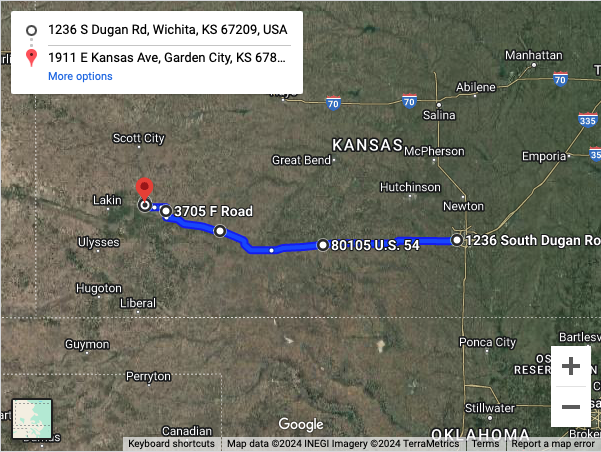 1236 S Dugan Rd, Wichita, KS 67209, USA
1911 E Kansas Ave, Garden City, KS 678...
More options
Manhattan
70
Abilene
70
70
Salina
Scott City
KANSAS
335
Great Bend
McPherson
Emporia
35
Hutchinson
Lakin
3705 F Road
Newton
Ulysses
80105 U.S. 54
1236 South Dugan Ro
Hugoton
Liberal
Guymon
Ponca City
Bartlesv
OS
RESERVATION
Perryton
Stillwater
Canadian
Google
OKLAHOMA
Keyboard shortcuts
Map data ©2024 INEGI Imagery ©2024 TerraMetrics
Terms
Report a map error